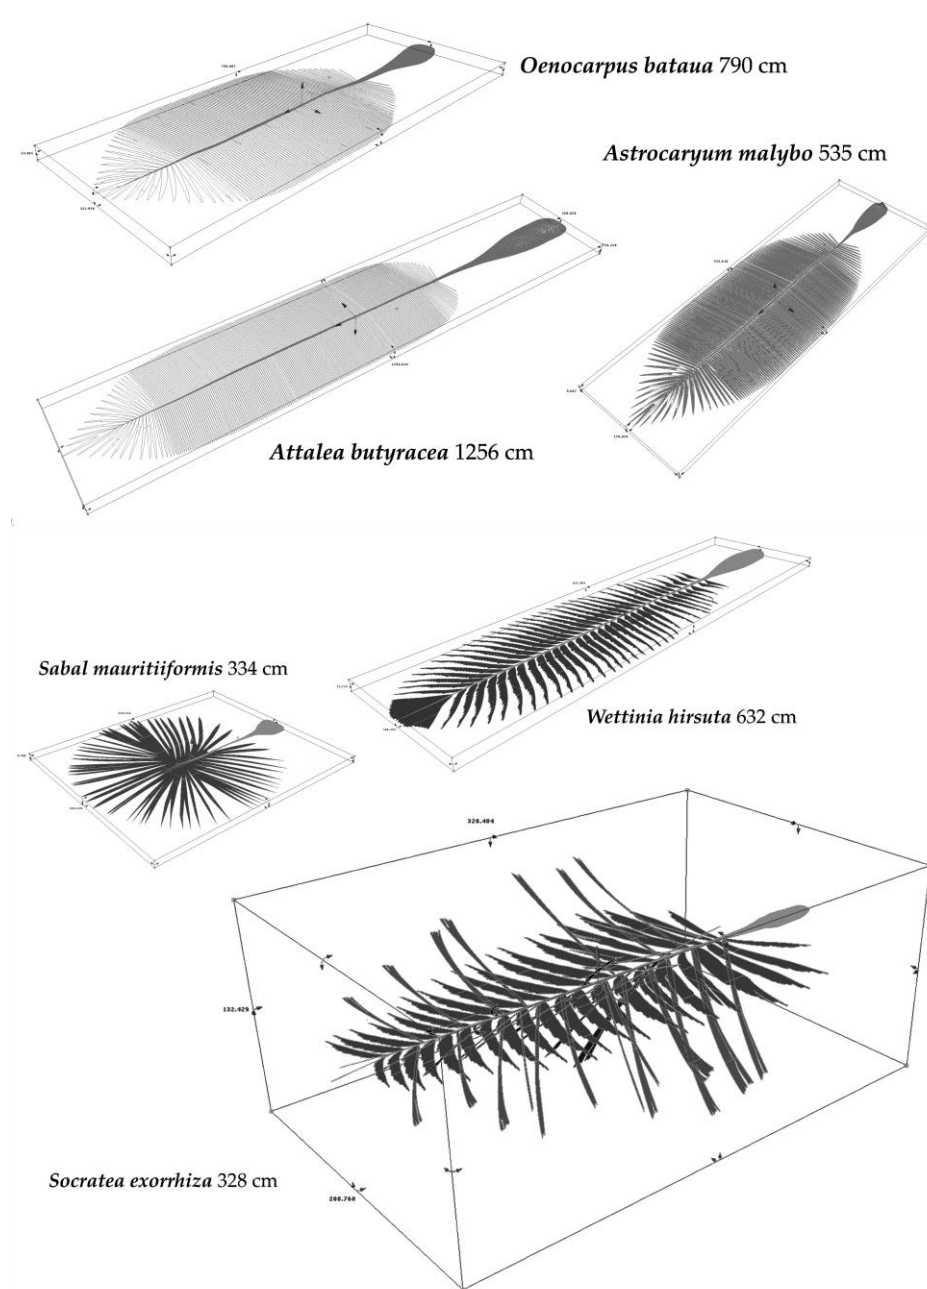 Oenocarpus bataua 790 cm
Astrocaryum malybo 535 cm
Attalea butyracea 1256 cm
Sabal mauritiiformis 334 cm
Wettinia hirsuta 632 cm
328.404
132.429
Socratea exorrhiza 328 cm
208.760